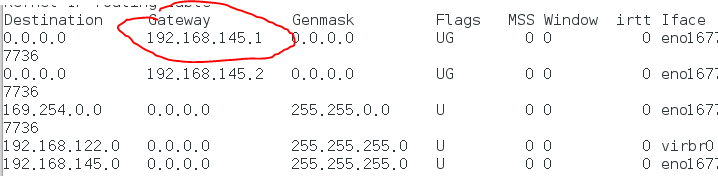 Kernel IP routing table
Destination Gateway Genmask Flags MSS Window irtt Iface
0.0.0.0 192.168.145.1 0.0.0.0 UG 0 0 0 eno1677
7736
0.0.0.0 192.168.145.2 0.0.0.0 UG 0 0 0 eno1677
7736
169.254.0.0 0.0.0.0 255.255.0.0 U 0 0 0 eno1677
7736
192.168.122.0 0.0.0.0 255.255.255.0 U 0 0 0 virbr0
192.168.145.0 0.0.0.0 255.255.255.0 U 0 0 0 eno1677